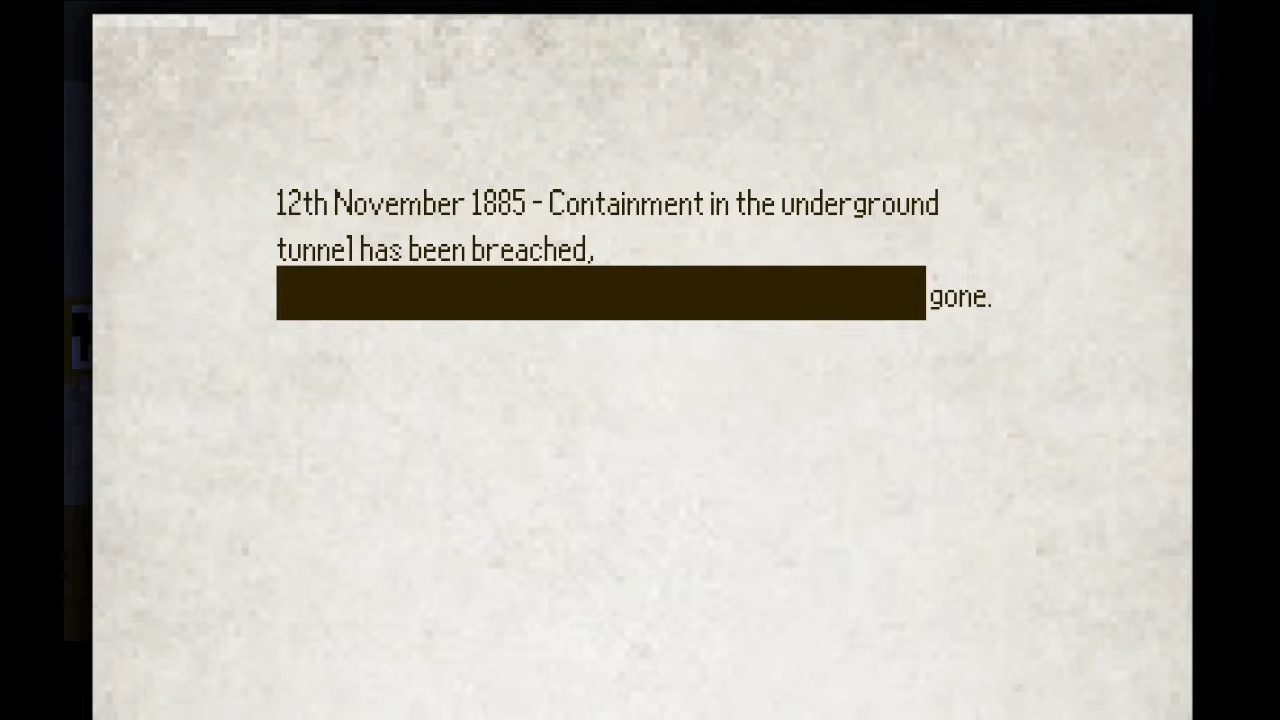 12th November 1885 - Containment in the underground
tunnel has been breached,
gone.